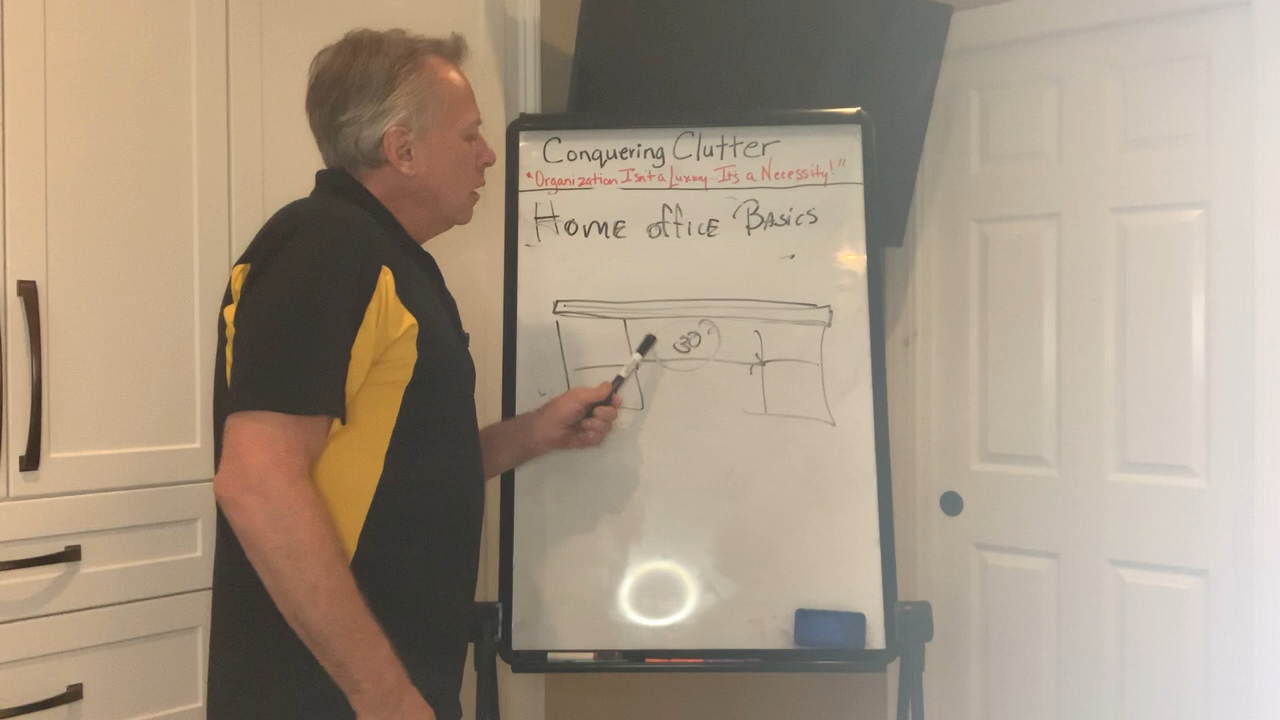 Conquering Clutter
"Organization Isn't a Luxury It's a Necessity!"
Home office Basics
30"